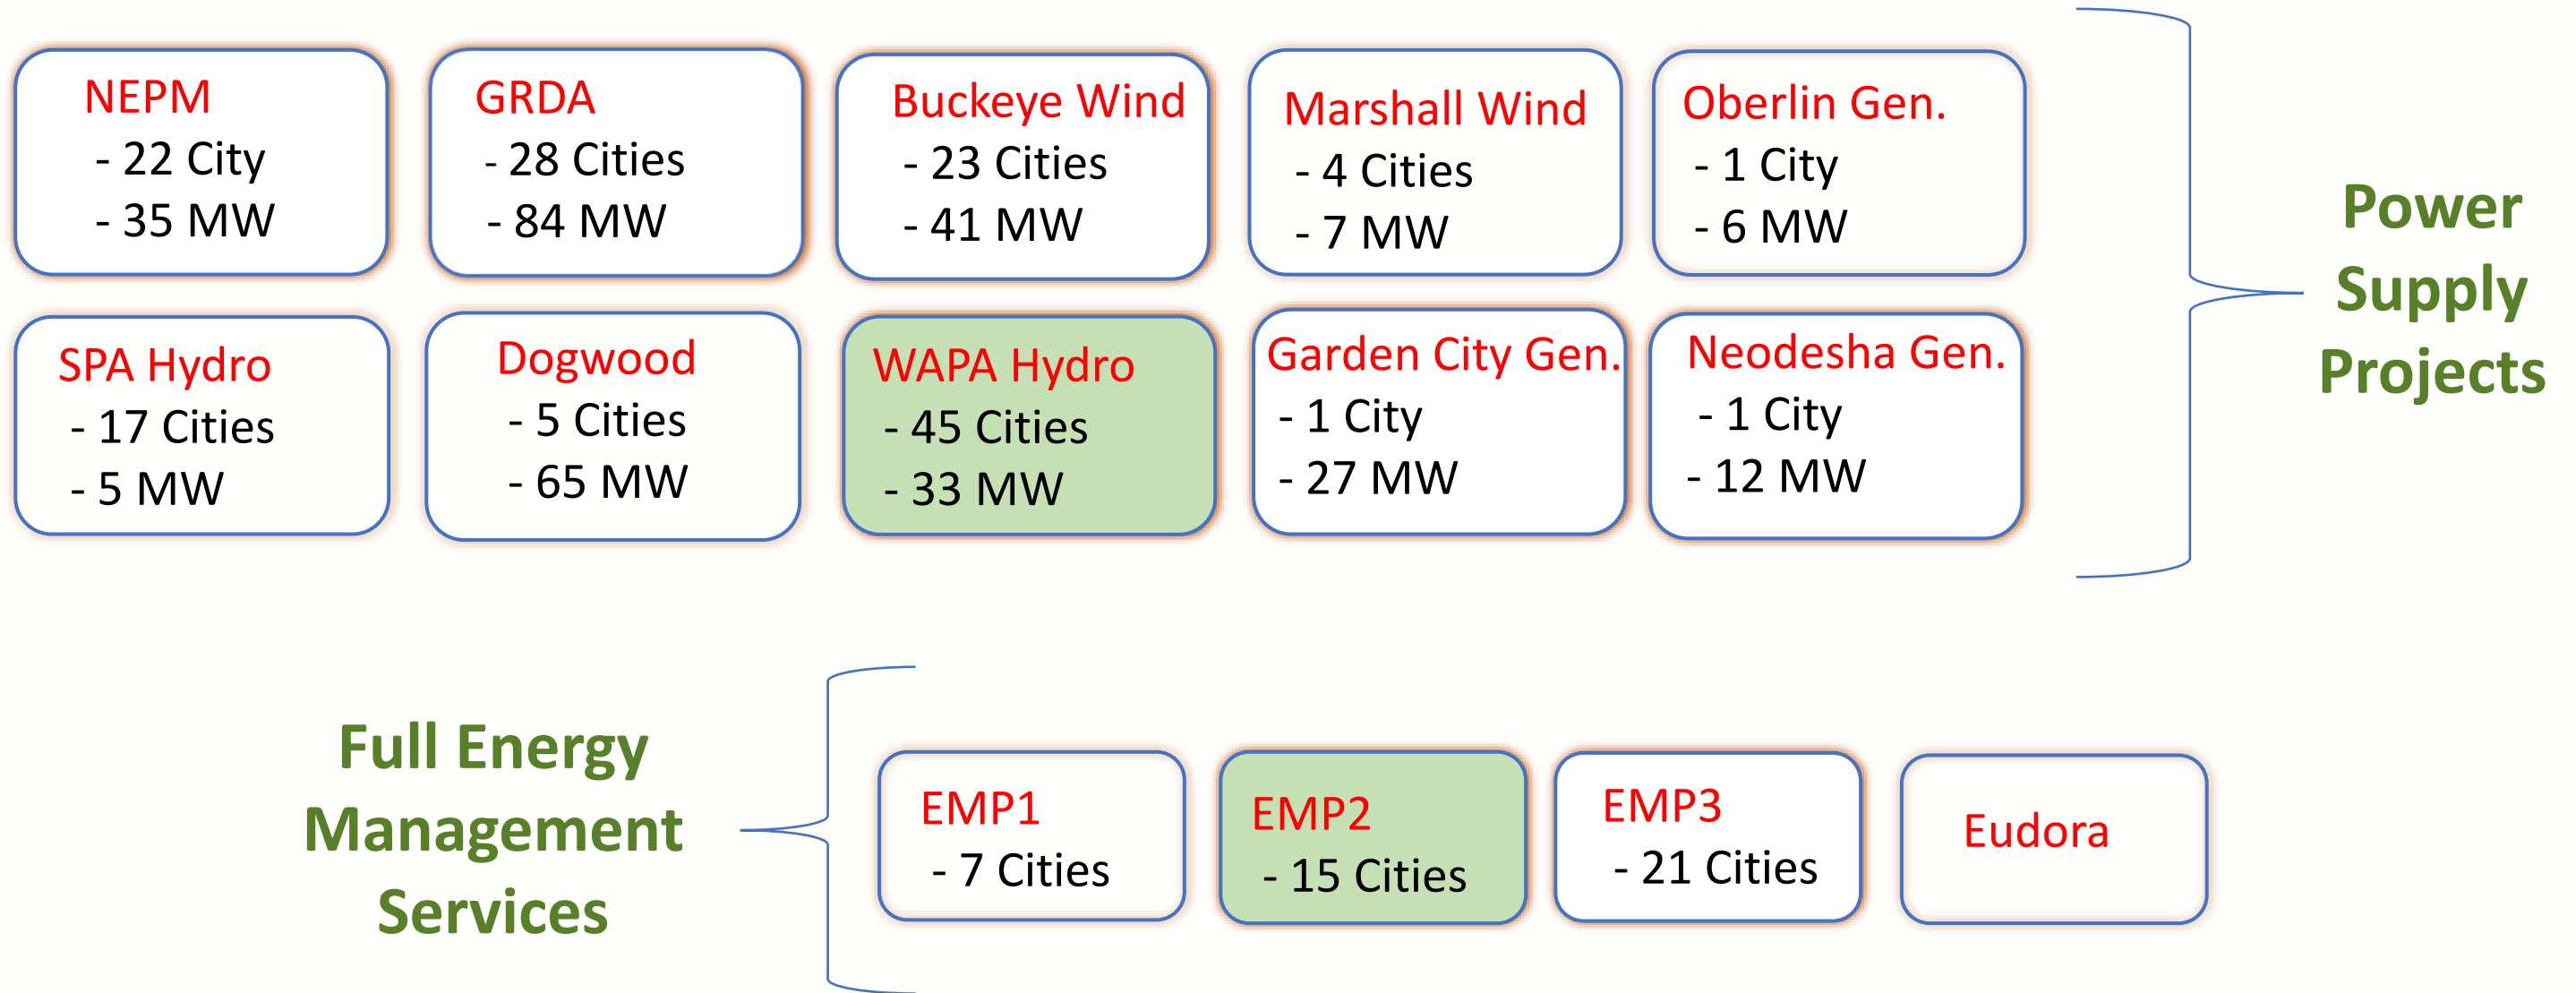 NEPM
- 22 City
- 35 MW
GRDA
- 28 Cities
- 84 MW
Buckeye Wind
- 23 Cities
- 41 MW
Marshall Wind
- 4 Cities
- 7 MW
Oberlin Gen.
- 1 City
- 6 MW
SPA Hydro
- 17 Cities
- 5 MW
Dogwood
- 5 Cities
- 65 MW
WAPA Hydro
- 45 Cities
- 33 MW
Garden City Gen.
- 1 City
- 27 MW
Neodesha Gen.
- 1 City
- 12 MW
Power
Supply
Projects
Full Energy
Management
Services
EMP1
- 7 Cities
EMP2
- 15 Cities
EMP3
- 21 Cities
Eudora